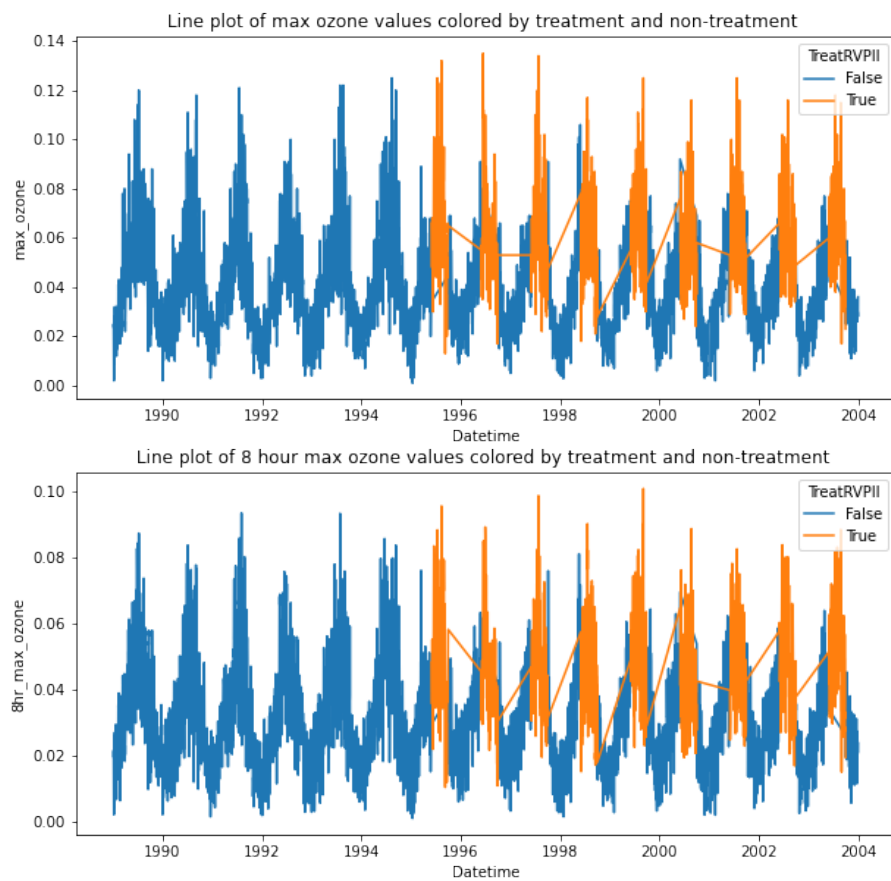 Line plot of max ozone values colored by treatment and non-treatment
0.14
0.12
0.10
0.08
0.06
0.04
0.02
0.00
max_ozone
TreatRVPII
False
True
1990 1992 1994 1996 1998 2000 2002 2004
Datetime
Line plot of 8 hour max ozone values colored by treatment and non-treatment
0.10
0.08
0.06
0.04
0.02
0.00
8hr_max_ozone
TreatRVPII
False
True
1990 1992 1994 1996 1998 2000 2002 2004
Datetime